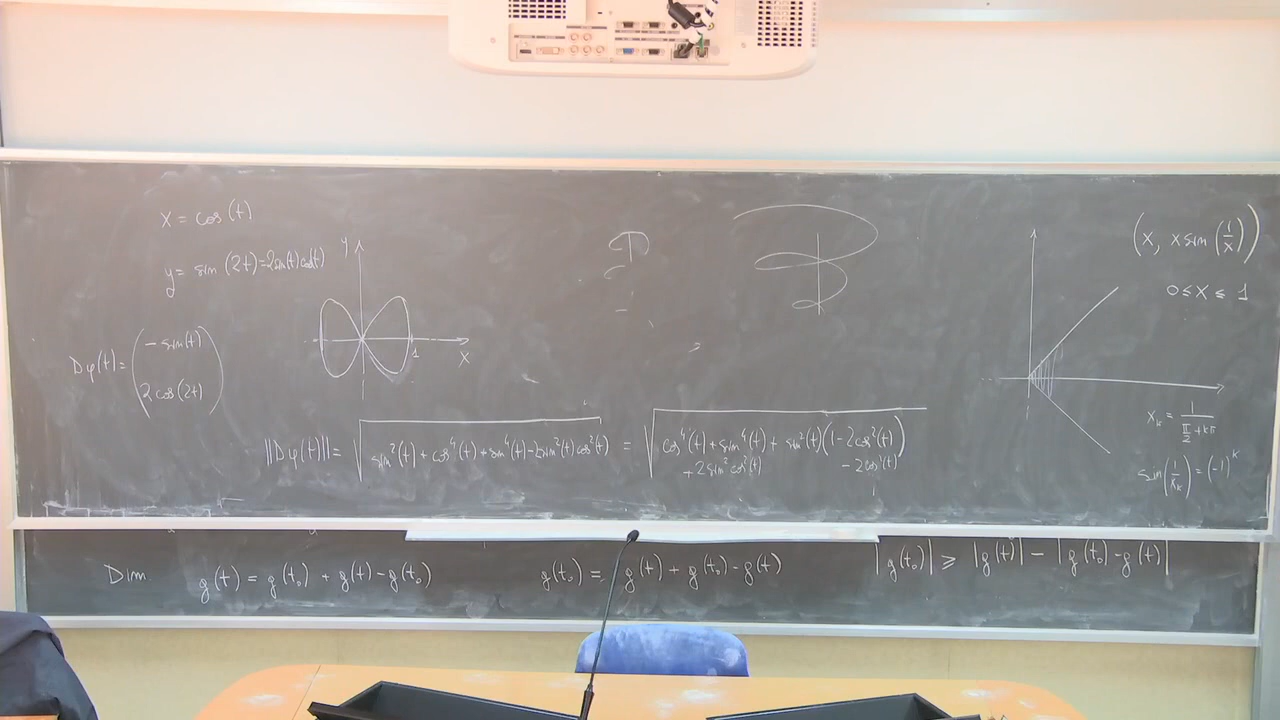 x = cos(t)
y = sin(2t) = 2sin(t)cos(t)
y
x
1
Dφ(t) = (-sin(t)
2cos(2t))
||Dφ(t)|| = √(sin²(t) + cos⁴(t) + sin⁴(t) - 2sin²(t)cos²(t)) = √(cos⁴(t) + sin⁴(t) + sin²(t)(1 - 2cos²(t))
+ 2sin²cos²(t) - 2cos²(t))
(x, x sin(1/x))
0 ≤ x ≤ 1
x_k = 1/(π/2 + kπ)
sin(1/x_k) = (-1)^k
Dim g(t) = g(t₀) + g(t) - g(t₀) g(t₀) = g(t) + g(t₀) - g(t) |g(t₀)| ⩾ |g(t)| - |g(t₀) - g(t)|